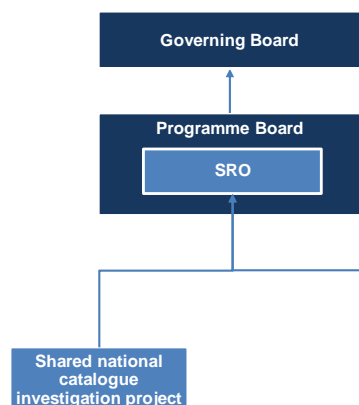 Governing Board
Programme Board
SRO
Shared national
catalogue
investigation project